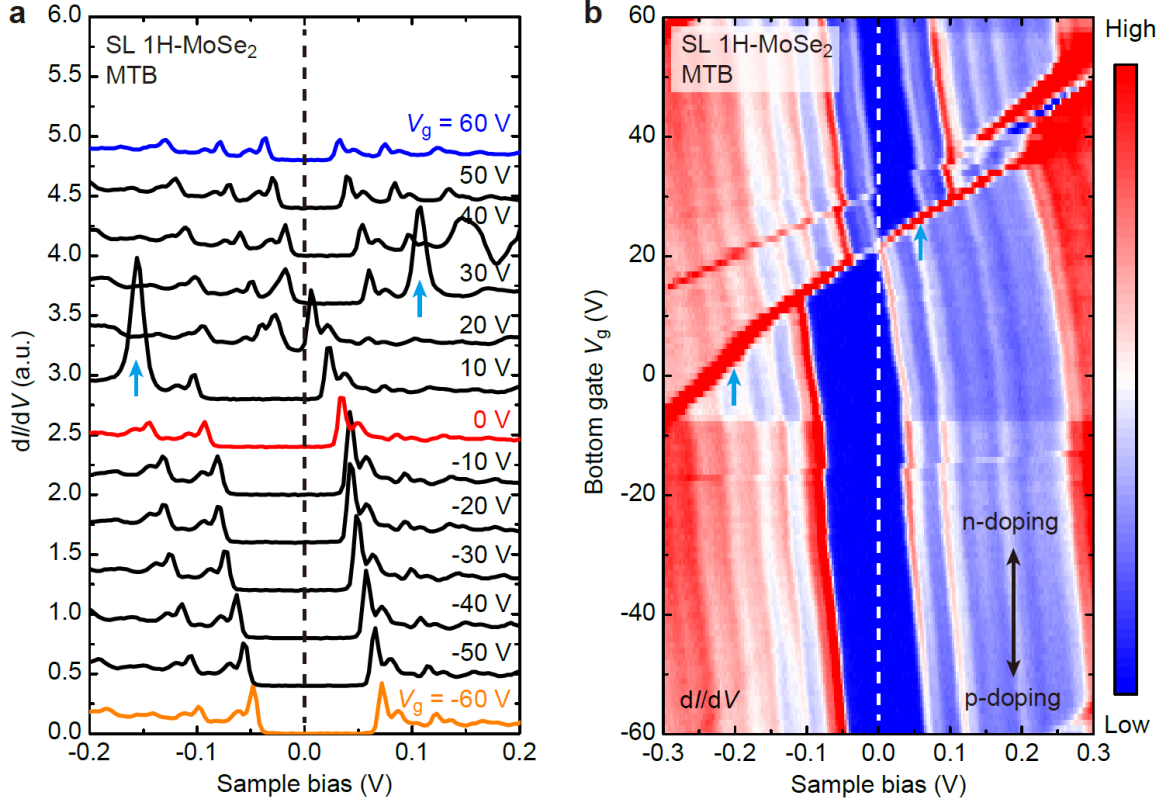 a
6.0
5.5
5.0
4.5
4.0
3.5
3.0
2.5
2.0
1.5
1.0
0.5
0.0
dI/dV (a.u.)
SL 1H-MoSe₂
MTB
Vg = 60 V
50 V
40 V
30 V
20 V
10 V
0 V
-10 V
-20 V
-30 V
-40 V
-50 V
Vg = -60 V
-0.2 -0.1 0.0 0.1 0.2
Sample bias (V)
b
60
40
20
0
-20
-40
-60
Bottom gate Vg (V)
SL 1H-MoSe₂
MTB
n-doping
p-doping
dI/dV
-0.3 -0.2 -0.1 0.0 0.1 0.2 0.3
Sample bias (V)
High
Low